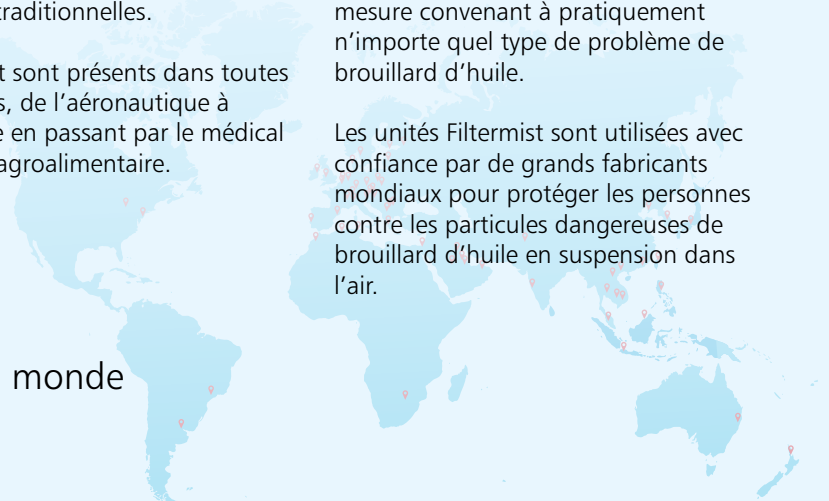 traditionnelles.
t sont présents dans toutes
s, de l’aéronautique à
e en passant par le médical
agroalimentaire.
monde
mesure convenant à pratiquement
n’importe quel type de problème de
brouillard d’huile.
Les unités Filtermist sont utilisées avec
confiance par de grands fabricants
mondiaux pour protéger les personnes
contre les particules dangereuses de
brouillard d’huile en suspension dans
l’air.